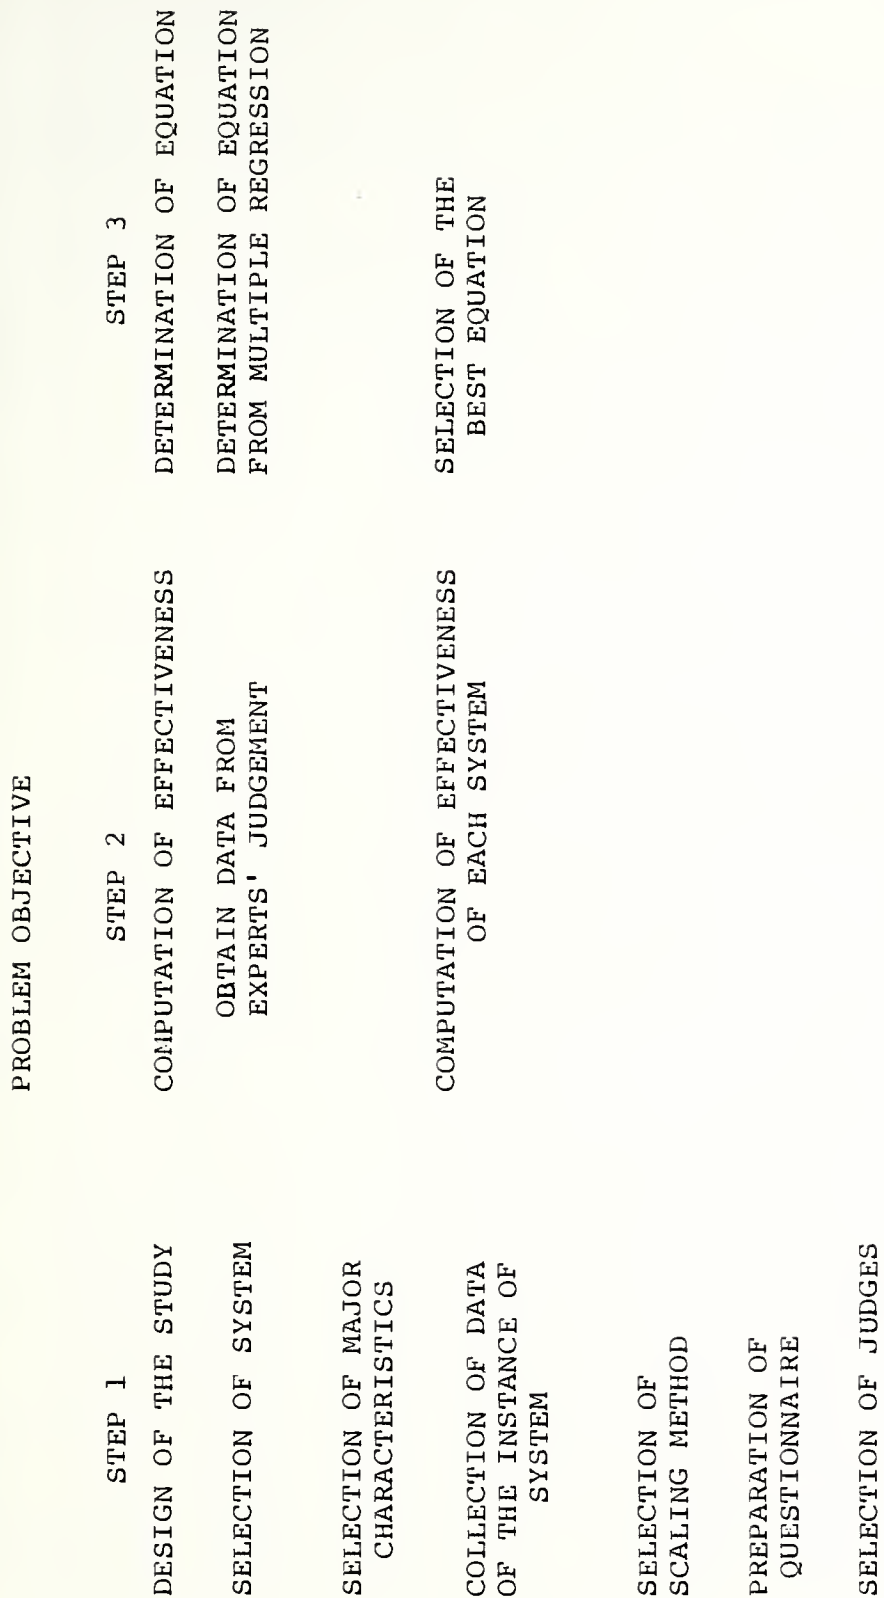 PROBLEM OBJECTIVE
STEP 1
DESIGN OF THE STUDY
SELECTION OF SYSTEM
SELECTION OF MAJOR
CHARACTERISTICS
COLLECTION OF DATA
OF THE INSTANCE OF
SYSTEM
SELECTION OF
SCALING METHOD
PREPARATION OF
QUESTIONNAIRE
SELECTION OF JUDGES
STEP 2
COMPUTATION OF EFFECTIVENESS
OBTAIN DATA FROM
EXPERTS' JUDGEMENT
COMPUTATION OF EFFECTIVENESS
OF EACH SYSTEM
STEP 3
DETERMINATION OF EQUATION
DETERMINATION OF EQUATION
FROM MULTIPLE REGRESSION
SELECTION OF THE
BEST EQUATION